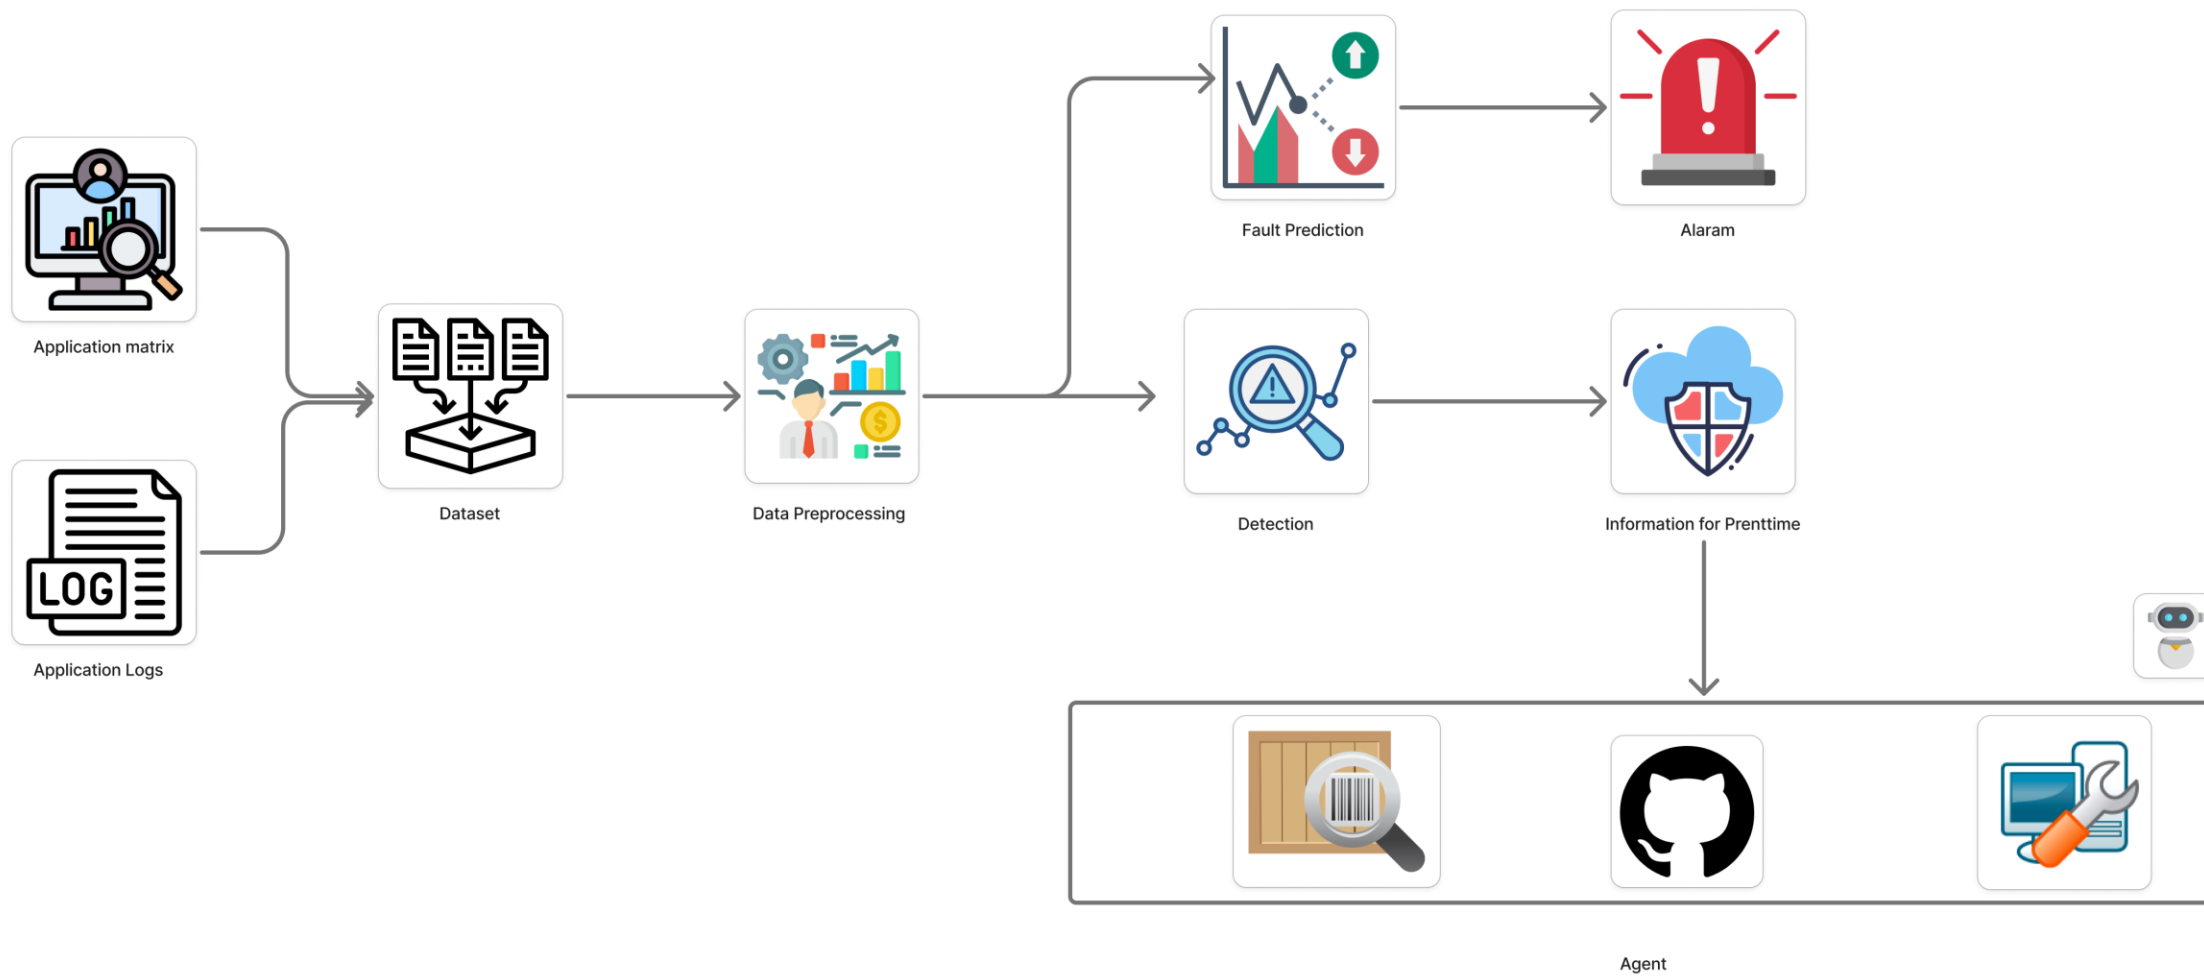 Application matrix
LOG
Application Logs
Dataset
Data Preprocessing
Fault Prediction
Alaram
Detection
Information for Prenttime
Agent